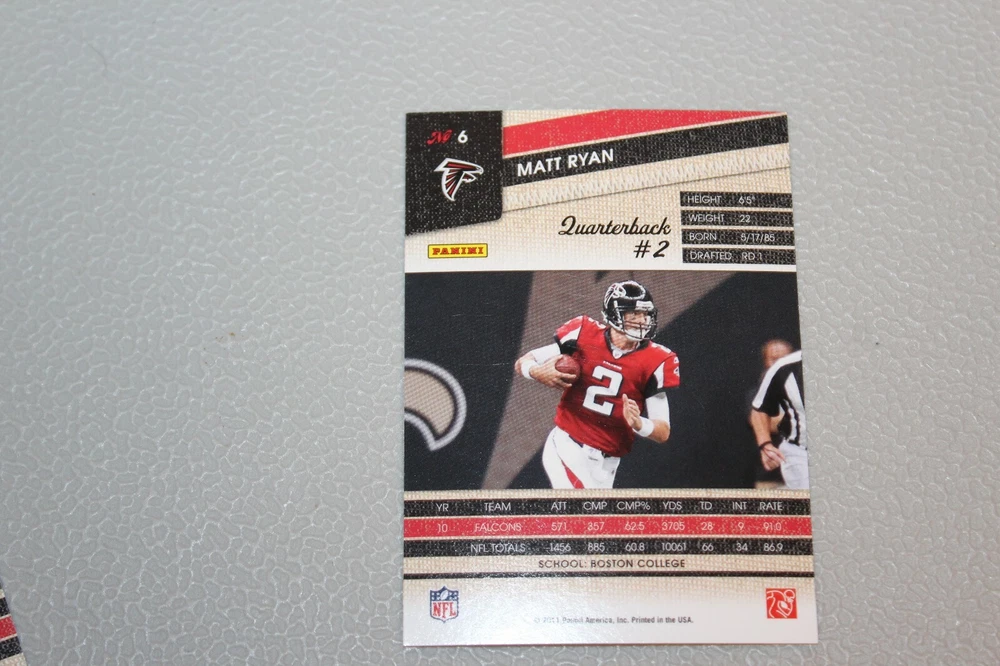 № 6
MATT RYAN
HEIGHT 6'5"
WEIGHT 22
BORN 5/17/85
DRAFTED RD 1
Quarterback
#2
PANINI
2
YR TEAM ATT CMP CMP% YDS TD INT RATE
10 FALCONS 571 357 62.5 3705 28 9 91.0
NFL TOTALS 1456 885 60.8 10061 66 34 86.9
SCHOOL: BOSTON COLLEGE
NFL
© 2011 Panini America, Inc. Printed in the USA.